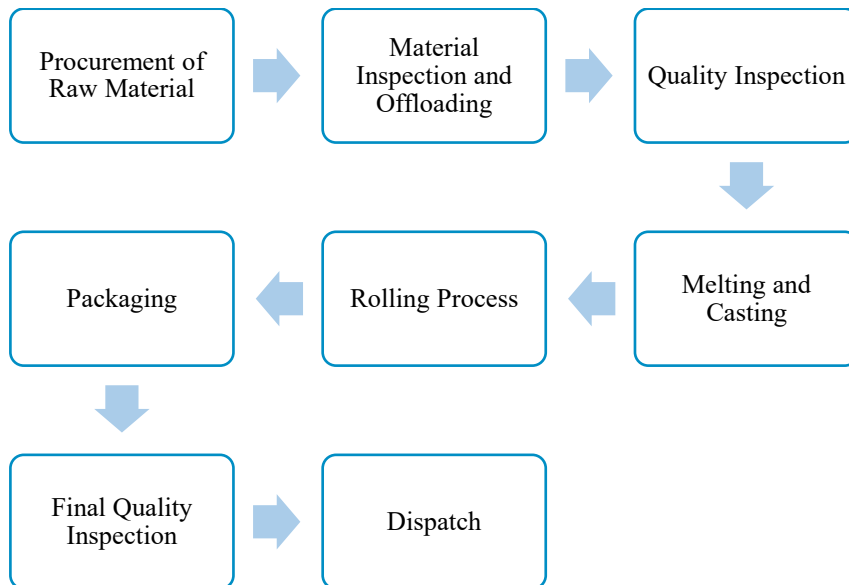 Procurement of
Raw Material
Material
Inspection and
Offloading
Quality Inspection
Melting and
Casting
Rolling Process
Packaging
Final Quality
Inspection
Dispatch